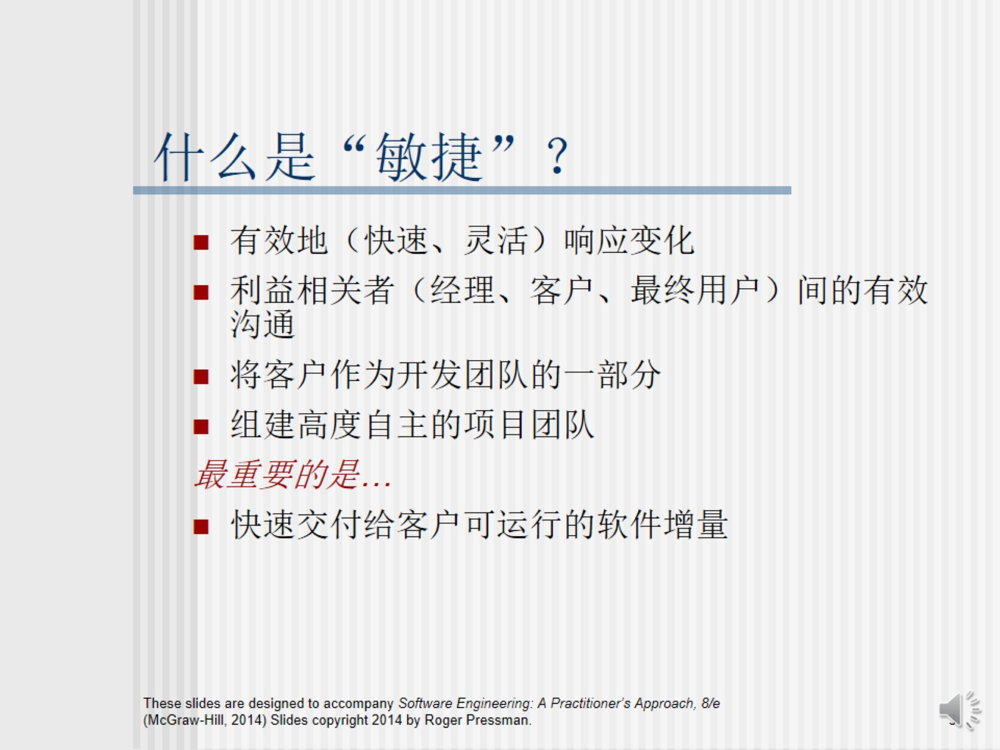 什么是“敏捷”？
有效地（快速、灵活）响应变化
利益相关者（经理、客户、最终用户）间的有效
沟通
将客户作为开发团队的一部分
组建高度自主的项目团队
最重要的是…
快速交付给客户可运行的软件增量
These slides are designed to accompany Software Engineering: A Practitioner’s Approach, 8/e
(McGraw-Hill, 2014) Slides copyright 2014 by Roger Pressman.